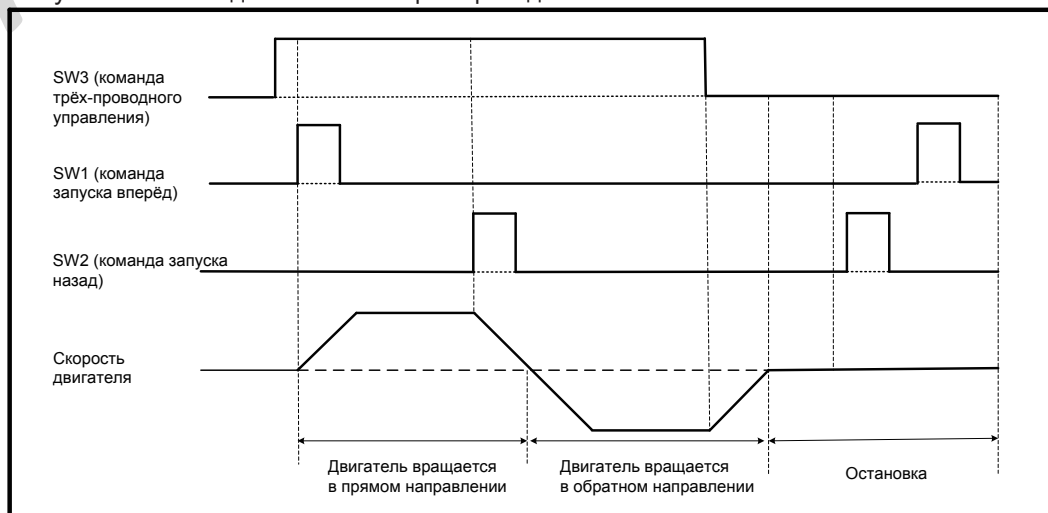 SW3 (команда
трёх-проводного
управления)
SW1 (команда
запуска вперёд)
SW2 (команда запуска
назад)
Скорость
двигателя
Двигатель вращается
в прямом направлении
Двигатель вращается
в обратном направлении
Остановка